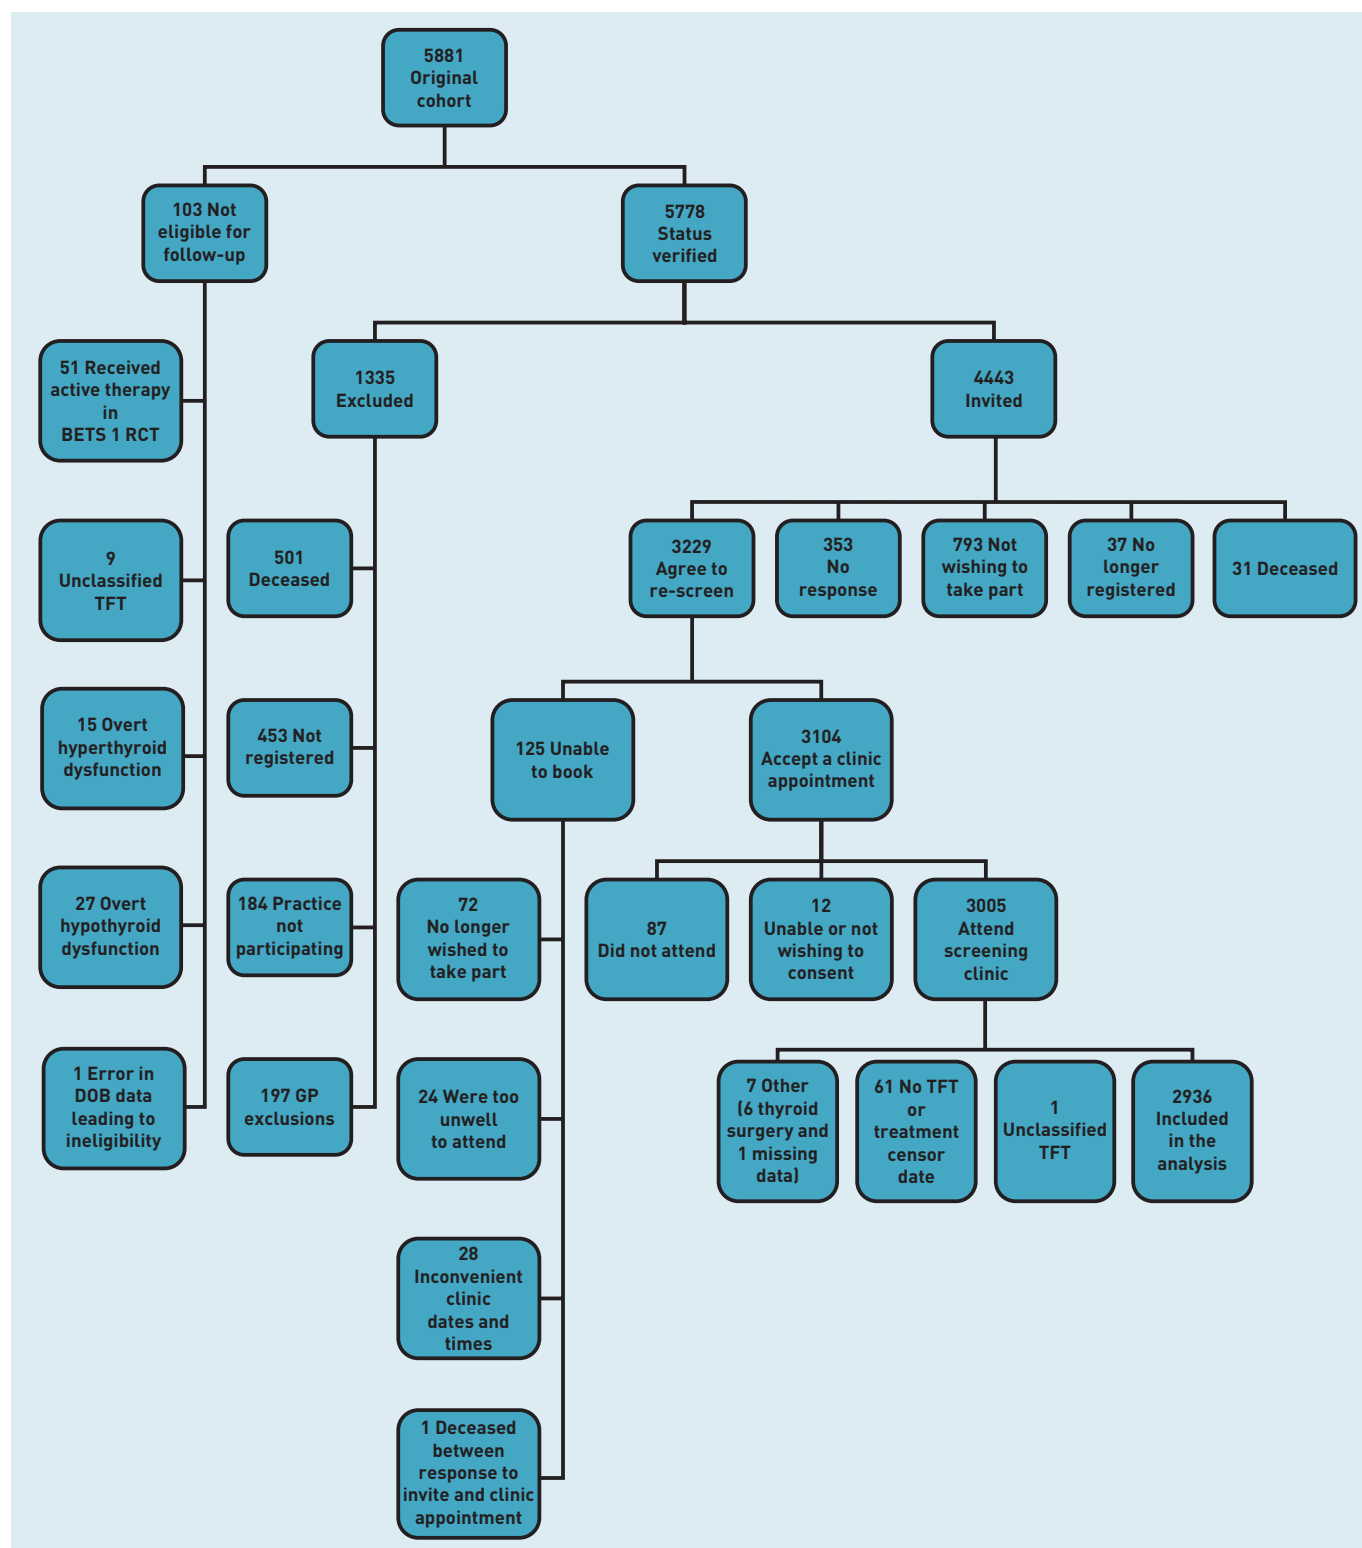 5881
Original
cohort
103 Not
eligible for
follow-up
5778
Status
verified
51 Received
active therapy
in
BETS 1 RCT
1335
Excluded
4443
Invited
9
Unclassified
TFT
501
Deceased
3229
Agree to
re-screen
353
No
response
793 Not
wishing to
take part
37 No
longer
registered
31 Deceased
15 Overt
hyperthyroid
dysfunction
453 Not
registered
125 Unable
to book
3104
Accept a clinic
appointment
27 Overt
hypothyroid
dysfunction
184 Practice
not
participating
72
No longer
wished to
take part
87
Did not attend
12
Unable or not
wishing to
consent
3005
Attend
screening
clinic
1 Error in
DOB data
leading to
ineligibility
197 GP
exclusions
24 Were too
unwell
to attend
7 Other
(6 thyroid
surgery and
1 missing
data)
61 No TFT
or
treatment
censor
date
1
Unclassified
TFT
2936
Included
in the
analysis
28
Inconvenient
clinic
dates and
times
1 Deceased
between
response to
invite and clinic
appointment